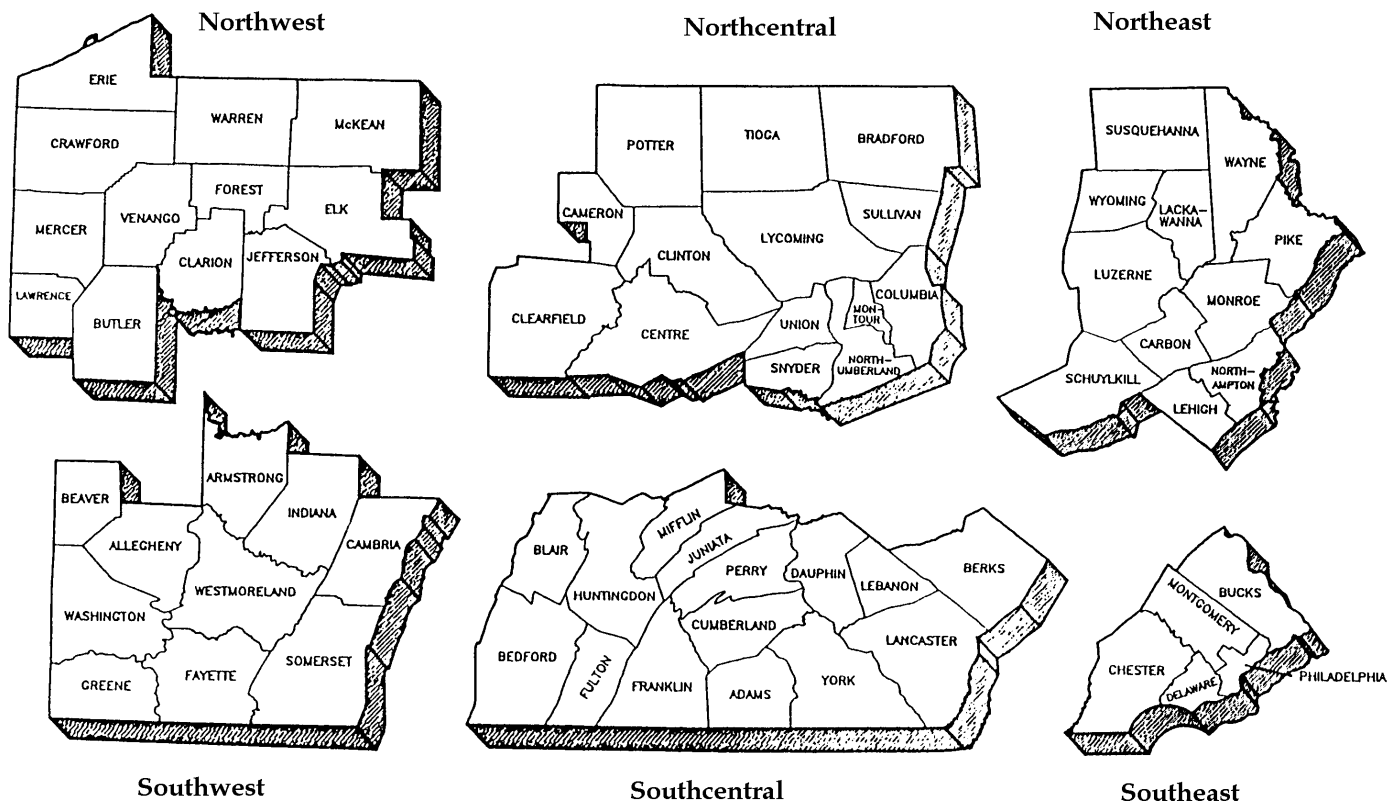 Northwest
ERIE
CRAWFORD
WARREN
McKEAN
FOREST
ELK
VENANGO
MERCER
CLARION
JEFFERSON
LAWRENCE
BUTLER
Northcentral
POTTER
TIOGA
BRADFORD
CAMERON
SULLIVAN
CLINTON
LYCOMING
COLUMBIA
MON-
TOUR
CLEARFIELD
CENTRE
UNION
SNYDER
NORTH-
UMBERLAND
Northeast
SUSQUEHANNA
WAYNE
WYOMING
LACKA-
WANNA
PIKE
LUZERNE
MONROE
CARBON
SCHUYLKILL
NORTH-
AMPTON
LEHIGH
BEAVER
ARMSTRONG
INDIANA
ALLEGHENY
CAMBRIA
WESTMORELAND
WASHINGTON
SOMERSET
FAYETTE
GREENE
Southwest
MIFFLIN
BLAIR
JUNIATA
HUNTINGDON
PERRY
DAUPHIN
LEBANON
BERKS
CUMBERLAND
LANCASTER
BEDFORD
FULTON
FRANKLIN
ADAMS
YORK
Southcentral
BUCKS
MONTGOMERY
CHESTER
DELAWARE
PHILADELPHIA
Southeast